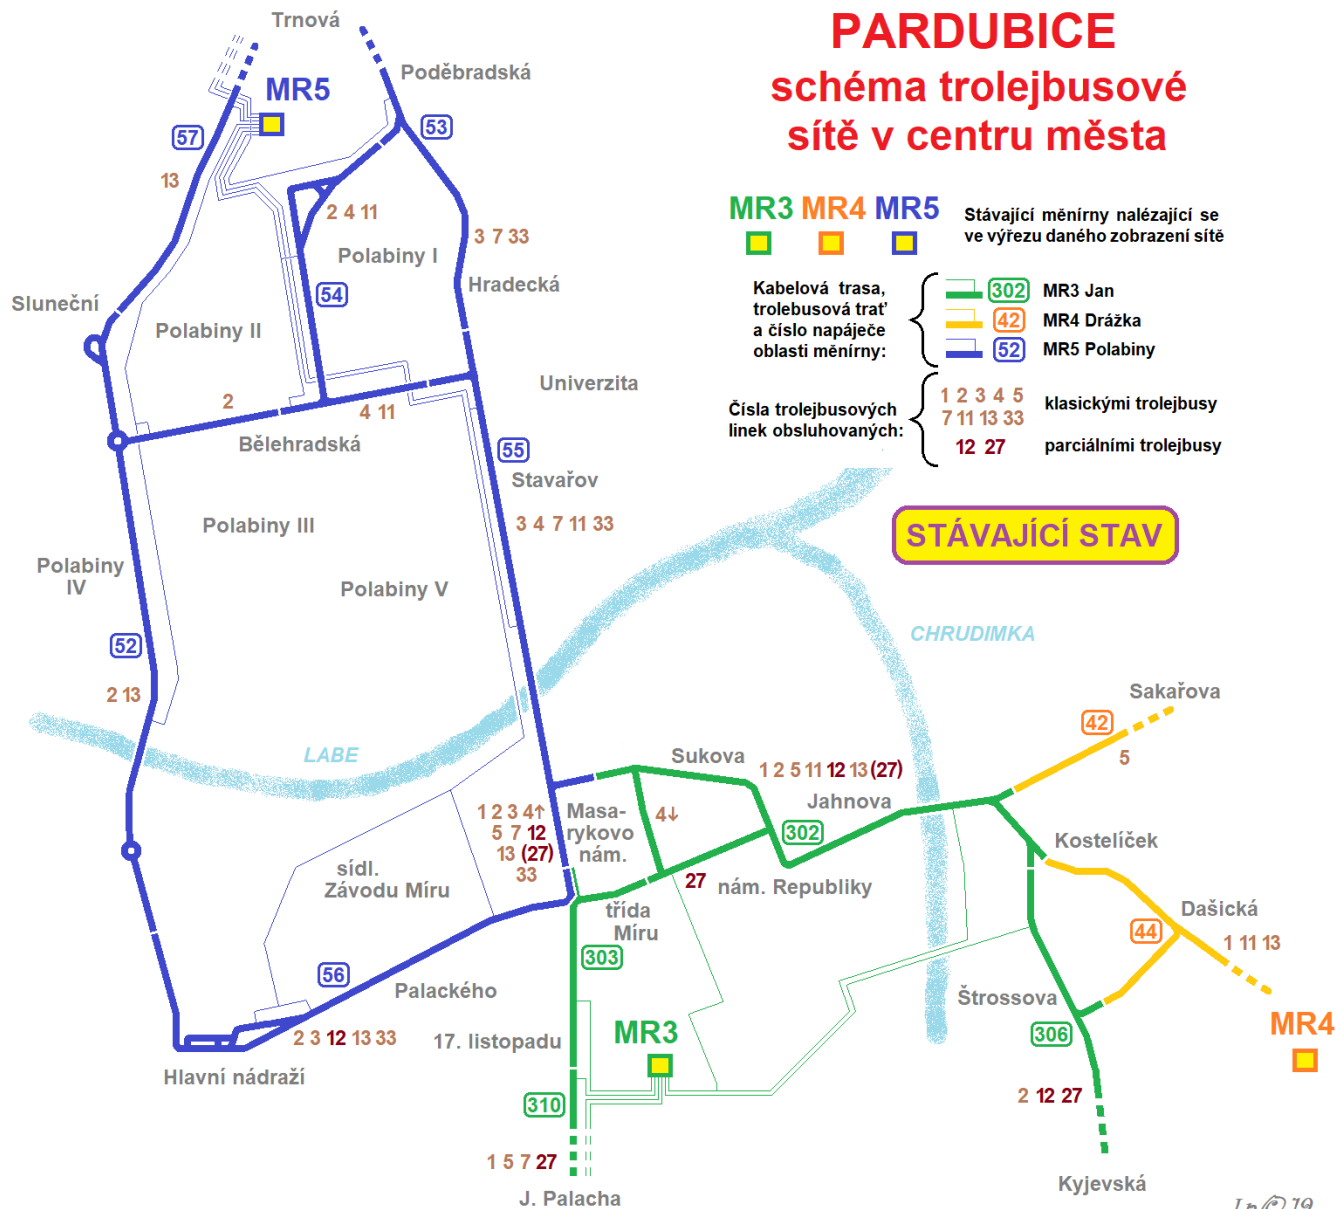 PARDUBICE
schéma trolejbusové
sítě v centru města
MR3 MR4 MR5
Stávající měnírny nalézající se
ve výřezu daného zobrazení sítě
Kabelová trasa,
trolebusová trať
a číslo napáječe
oblasti měnírny:
302 MR3 Jan
42 MR4 Drážka
52 MR5 Polabiny
Čísla trolejbusových
linek obsluhovaných:
1 2 3 4 5
7 11 13 33
klasickými trolejbusy
12 27
parciálními trolejbusy
STÁVAJÍCÍ STAV
Trnová
MR5
Poděbradská
57
53
13
2 4 11
3 7 33
Polabiny I
Hradecká
54
Sluneční
Polabiny II
Univerzita
2
4 11
Bělehradská
55
Stavařov
3 4 7 11 33
Polabiny III
Polabiny
IV
Polabiny V
52
2 13
CHRUDIMKA
LABE
Sakařova
42
5
Sukova
1 2 5 11 12 13 (27)
Jahnova
1 2 3 4↑
5 7 12
13 (27)
33
Masa-
rykovo
nám.
4↓
302
Kostelíček
sídl.
Závodu Míru
27
nám. Republiky
třída
Míru
Dašická
44
1 11 13
303
56
Palackého
Štrossova
17. listopadu
MR3
306
MR4
2 3 12 13 33
Hlavní nádraží
310
2 12 27
1 5 7 27
J. Palacha
Kyjevská